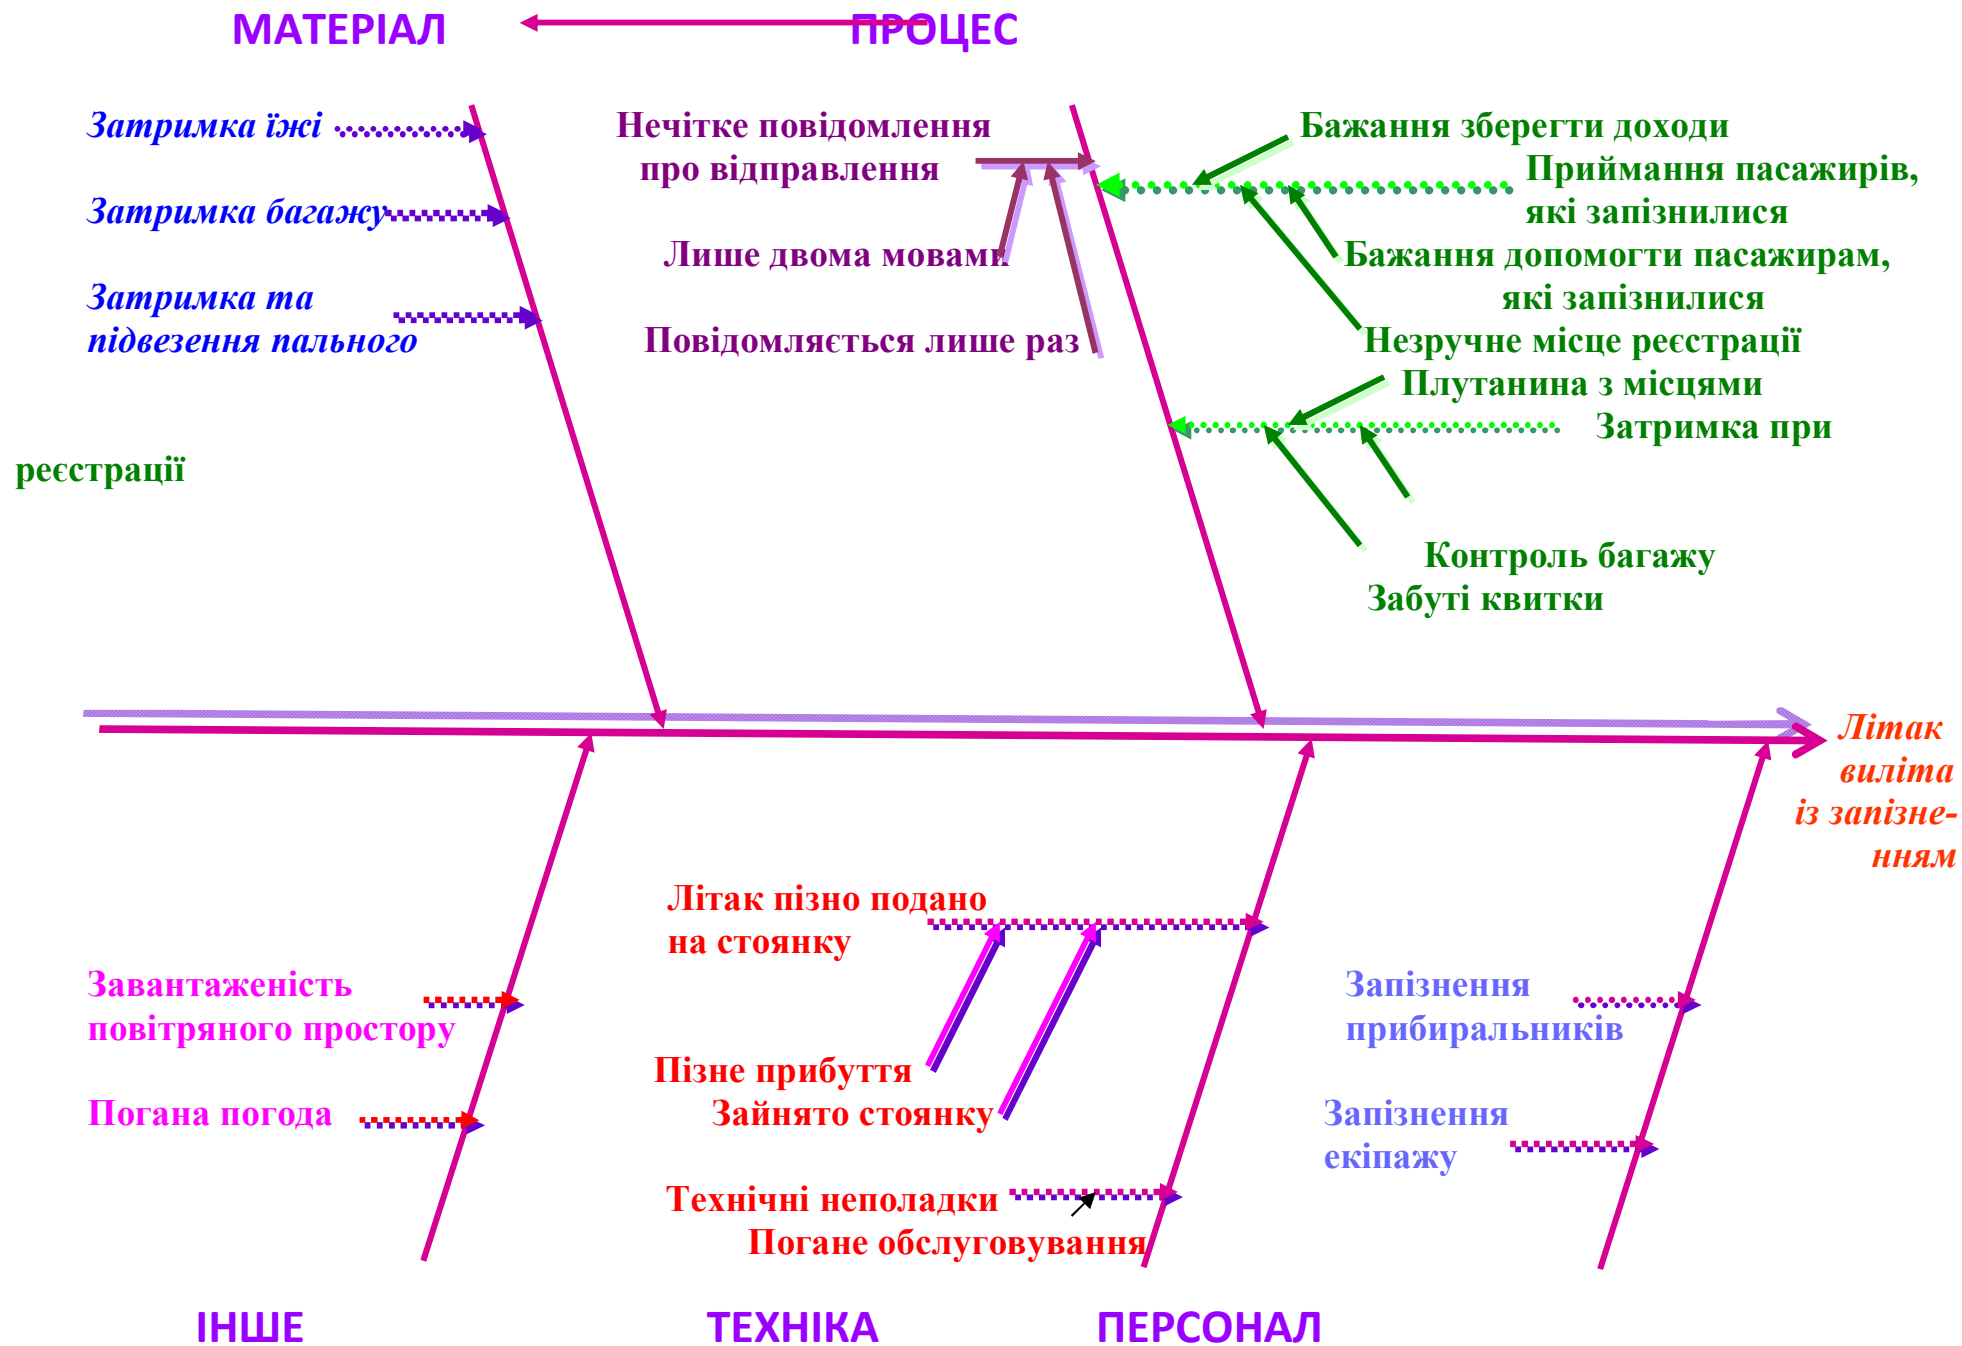 МАТЕРІАЛ
ПРОЦЕС
Затримка їжі
Нечітке повідомлення
про відправлення
Бажання зберегти доходи
Приймання пасажирів,
які запізнилися
Затримка багажу
Лише двома мовами
Бажання допомогти пасажирам,
які запізнилися
Затримка та
підвезення пального
Повідомляється лише раз
Незручне місце реєстрації
Плутанина з місцями
Затримка при
реєстрації
Контроль багажу
Забуті квитки
Літак
виліта
із запізне-
нням
Літак пізно подано
на стоянку
Завантаженість
повітряного простору
Запізнення
прибиральників
Пізне прибуття
Зайнято стоянку
Погана погода
Запізнення
екіпажу
Технічні неполадки
Погане обслуговування
ІНШЕ
ТЕХНІКА
ПЕРСОНАЛ